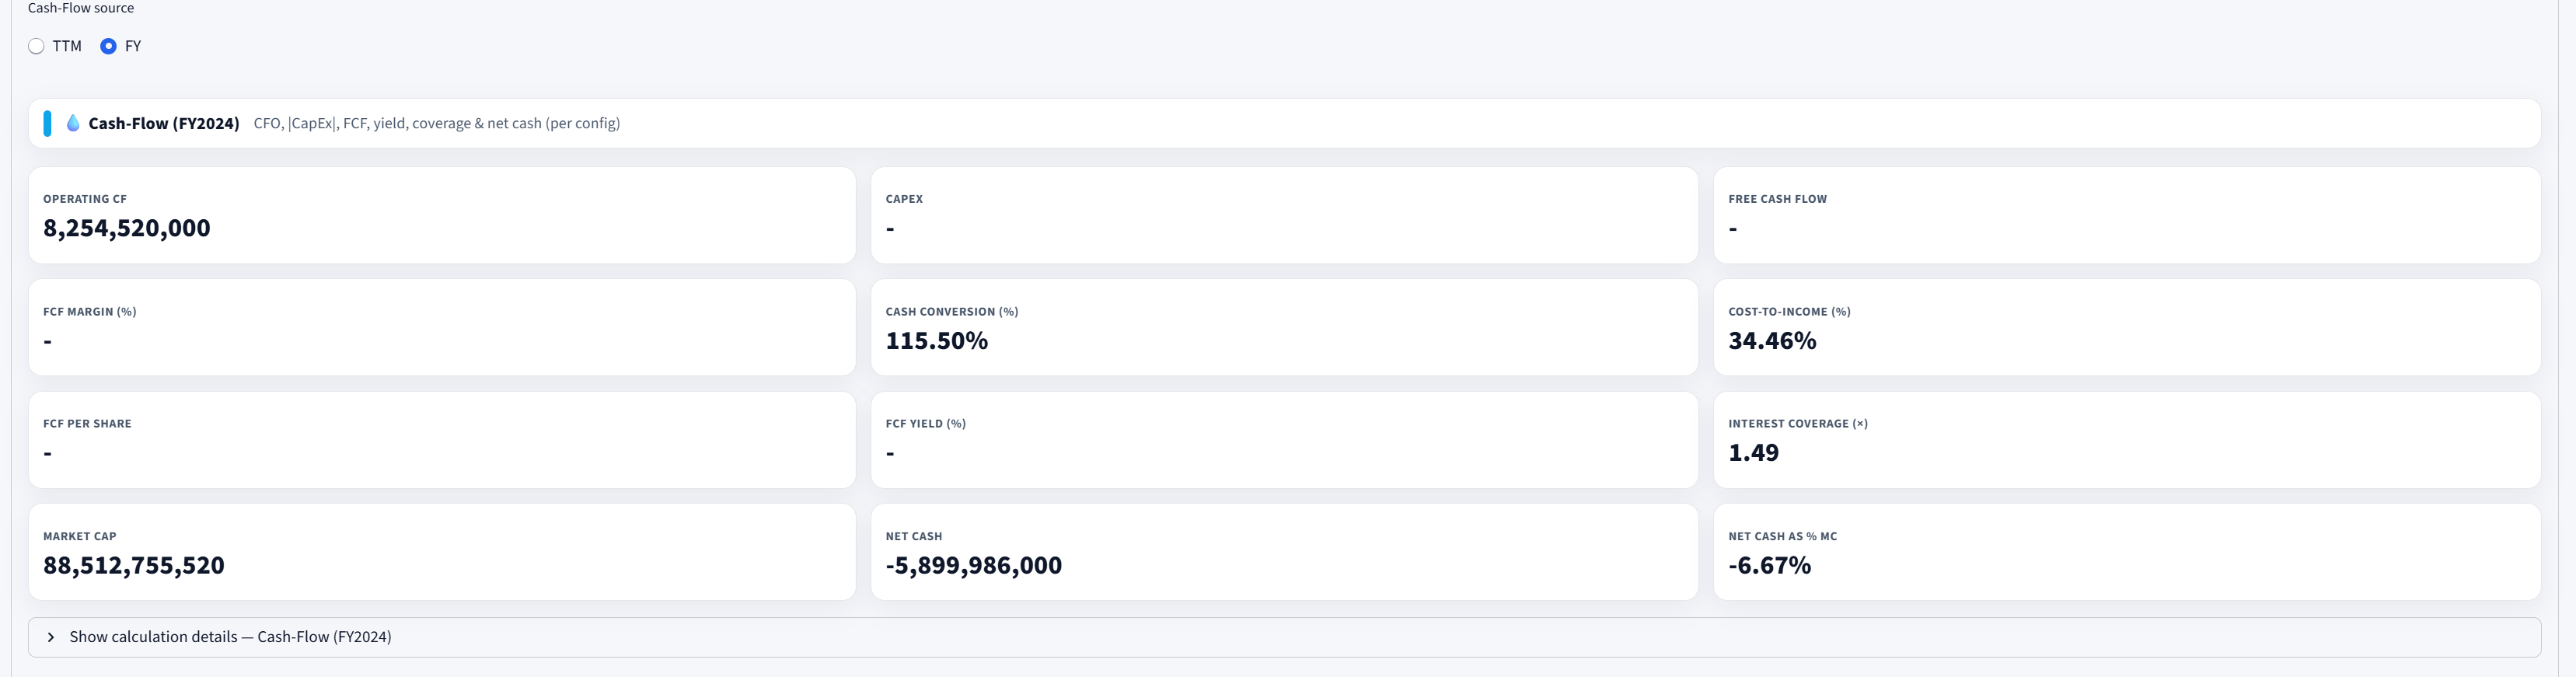 Cash-Flow source
TTM FY
💧 Cash-Flow (FY2024) CFO, |CapEx|, FCF, yield, coverage & net cash (per config)
OPERATING CF
8,254,520,000
CAPEX
-
FREE CASH FLOW
-
FCF MARGIN (%)
-
CASH CONVERSION (%)
115.50%
COST-TO-INCOME (%)
34.46%
FCF PER SHARE
-
FCF YIELD (%)
-
INTEREST COVERAGE (×)
1.49
MARKET CAP
88,512,755,520
NET CASH
-5,899,986,000
NET CASH AS % MC
-6.67%
Show calculation details — Cash-Flow (FY2024)